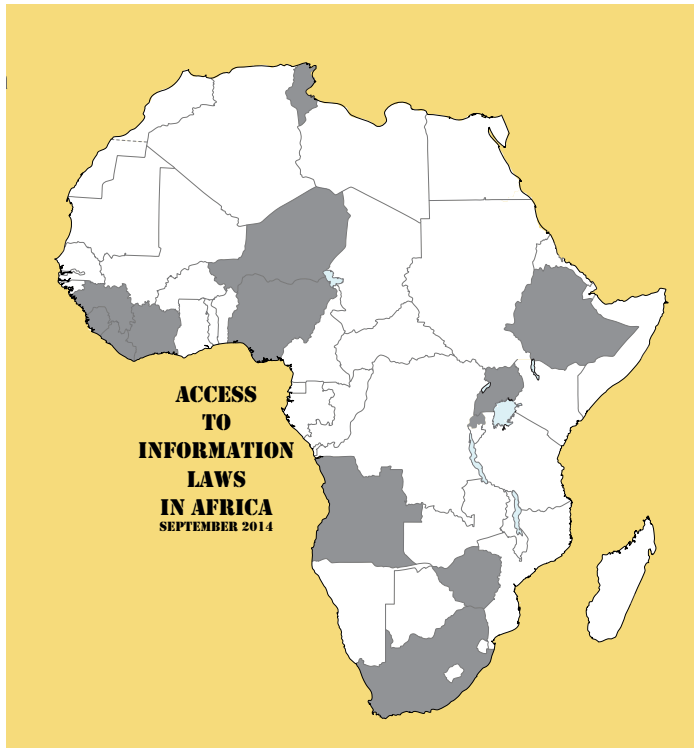 ACCESS
TO
INFORMATION
LAWS
IN AFRICA
SEPTEMBER 2014